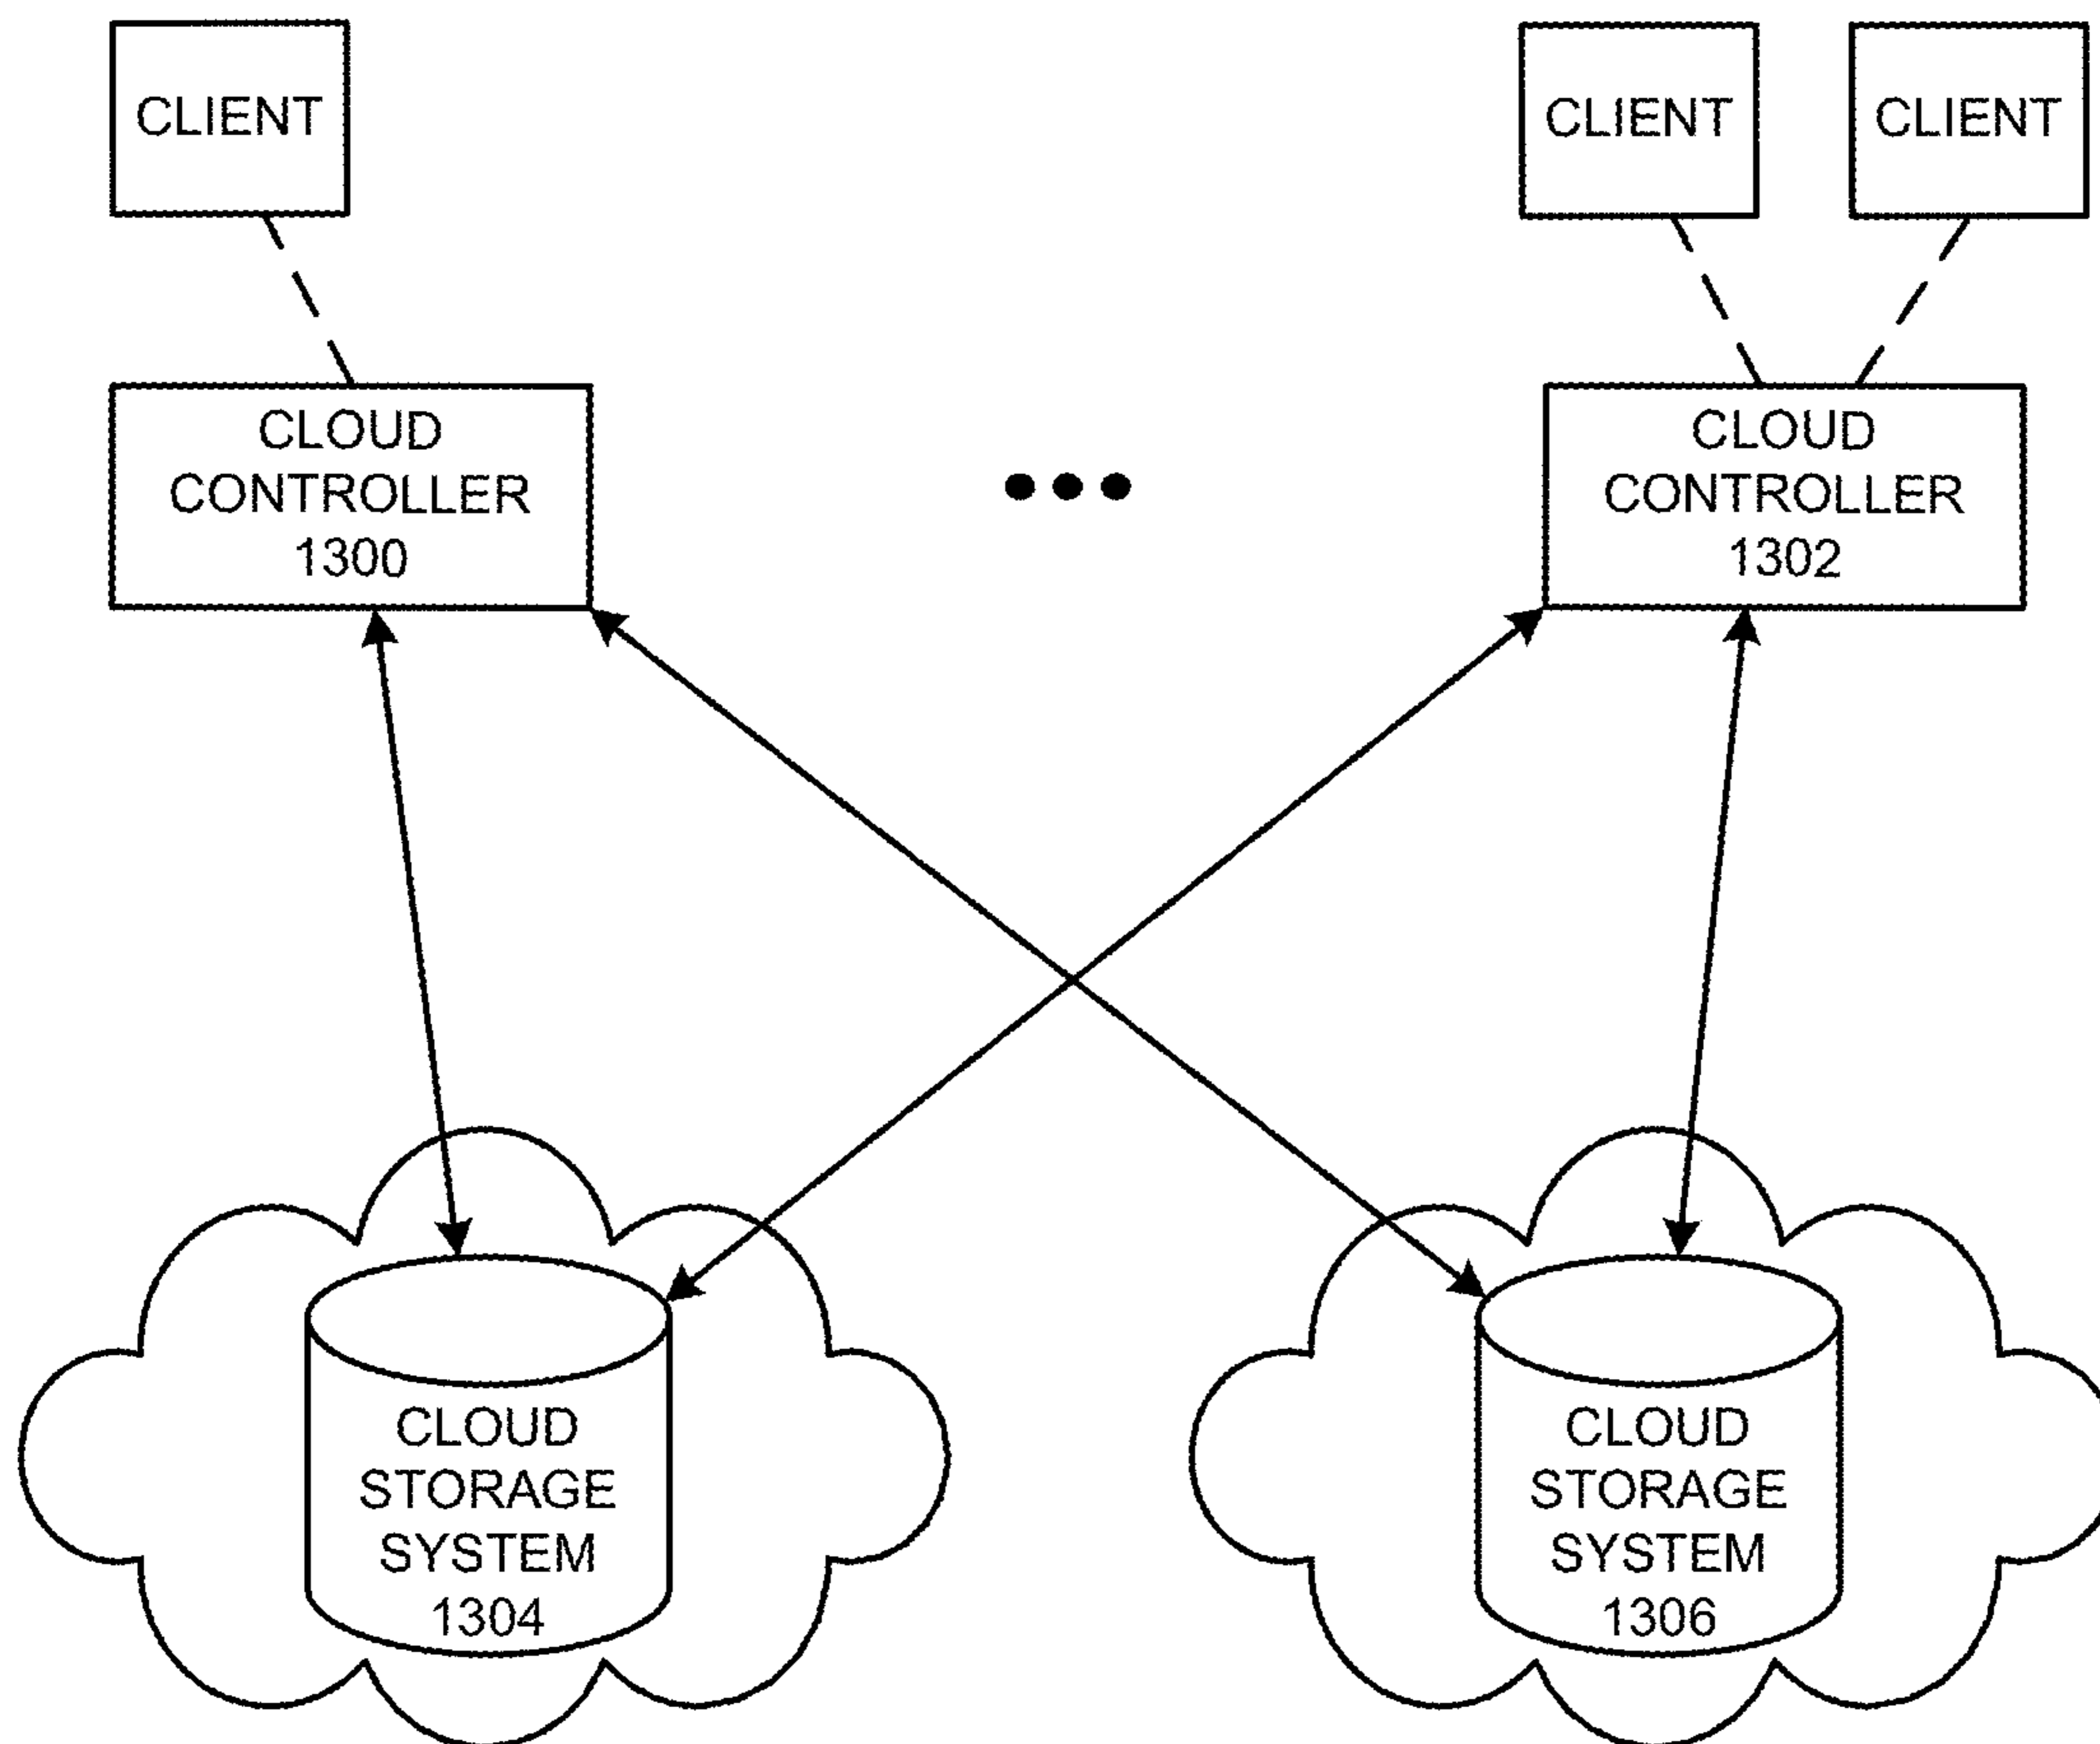 CLIENT
CLIENT
CLIENT
CLOUD
CONTROLLER
1300
CLOUD
CONTROLLER
1302
CLOUD
STORAGE
SYSTEM
1304
CLOUD
STORAGE
SYSTEM
1306